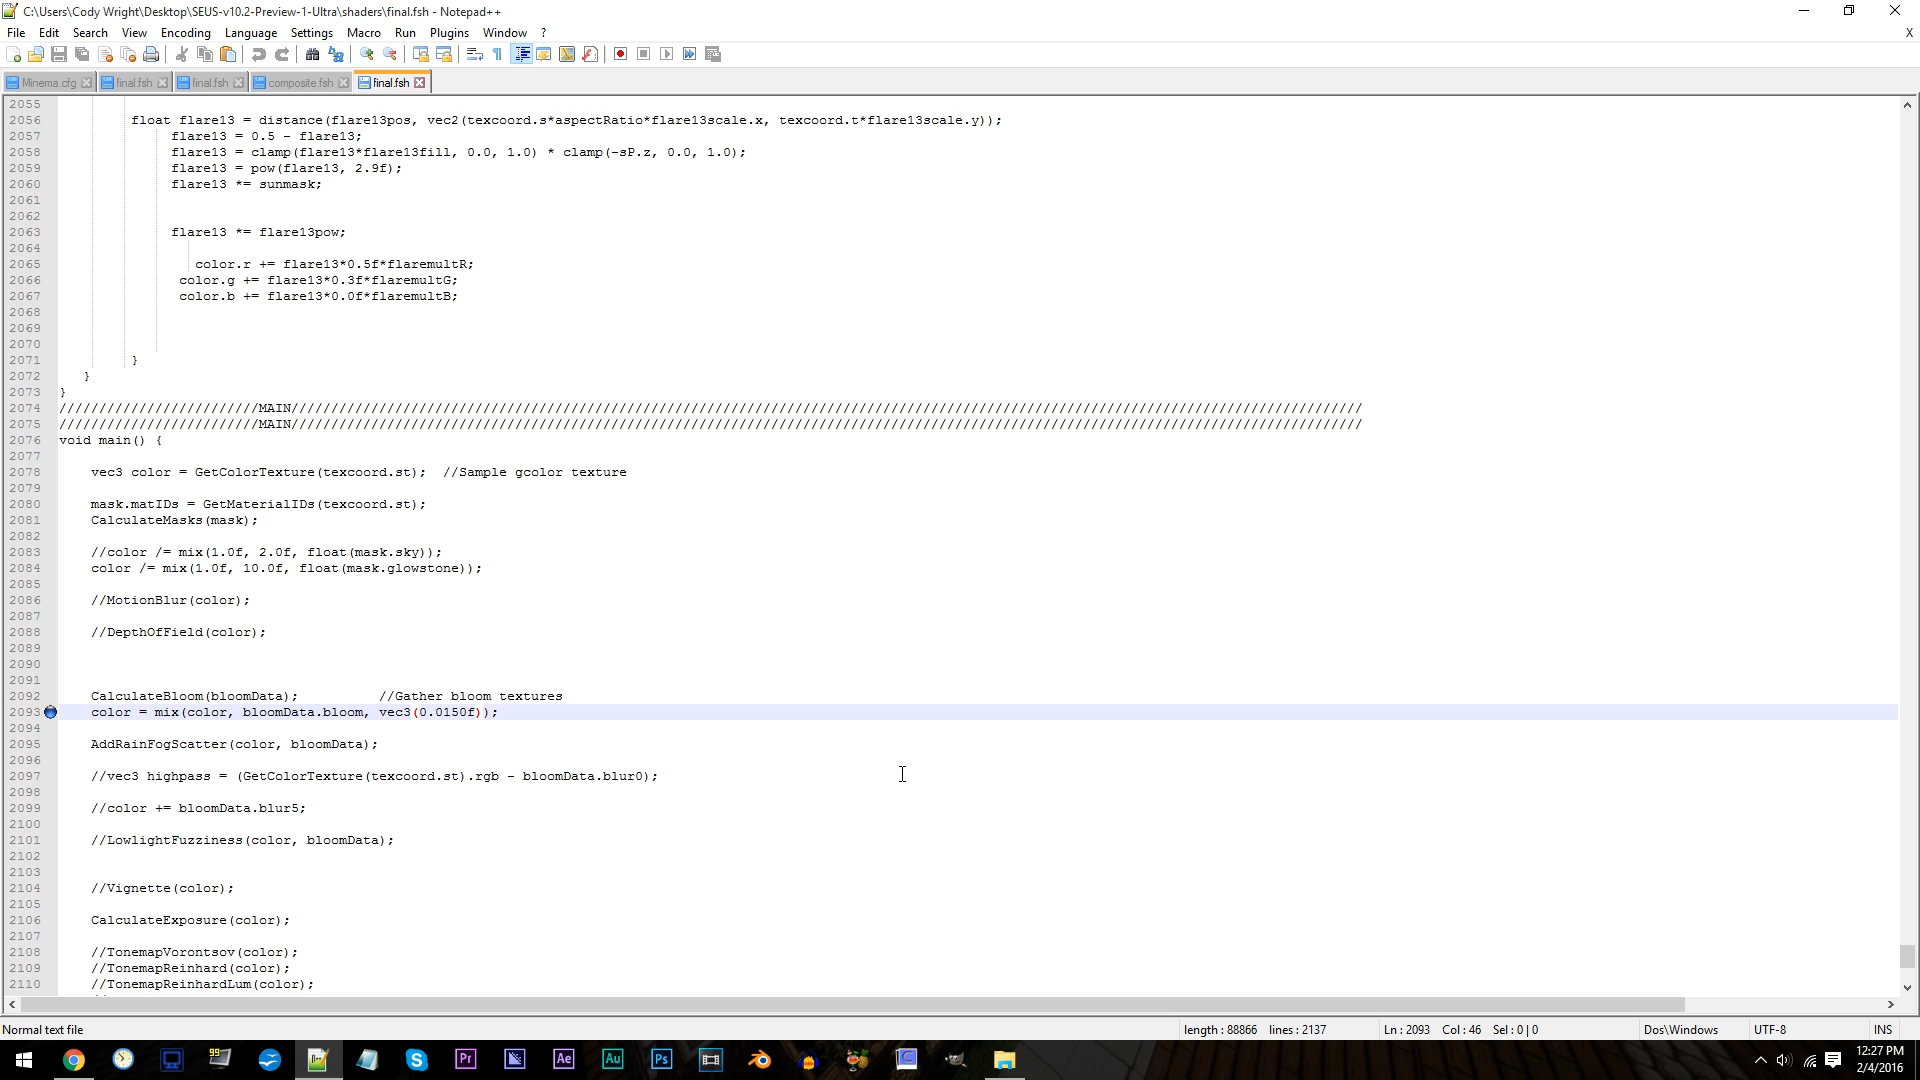 C:\Users\Cody Wright\Desktop\SEUS-v10.2-Preview-1-Ultra\shaders\final.fsh - Notepad++
File Edit Search View Encoding Language Settings Macro Run Plugins Window ? X
Minema.cfg final.fsh final.fsh composite.fsh final.fsh
2055
2056 float flare13 = distance(flare13pos, vec2(texcoord.s*aspectRatio*flare13scale.x, texcoord.t*flare13scale.y));
2057 flare13 = 0.5 - flare13;
2058 flare13 = clamp(flare13*flare13fill, 0.0, 1.0) * clamp(-sP.z, 0.0, 1.0);
2059 flare13 = pow(flare13, 2.9f);
2060 flare13 *= sunmask;
2061
2062
2063 flare13 *= flare13pow;
2064
2065 color.r += flare13*0.5f*flaremultR;
2066 color.g += flare13*0.3f*flaremultG;
2067 color.b += flare13*0.0f*flaremultB;
2068
2069
2070
2071 }
2072 }
2073 }
2074 /////////////////////////MAIN//////////////////////////////////////////////////////////////////////////////////////////////////////////////////////////////////////
2075 /////////////////////////MAIN//////////////////////////////////////////////////////////////////////////////////////////////////////////////////////////////////////
2076 void main() {
2077
2078 vec3 color = GetColorTexture(texcoord.st); //Sample gcolor texture
2079
2080 mask.matIDs = GetMaterialIDs(texcoord.st);
2081 CalculateMasks(mask);
2082
2083 //color /= mix(1.0f, 2.0f, float(mask.sky));
2084 color /= mix(1.0f, 10.0f, float(mask.glowstone));
2085
2086 //MotionBlur(color);
2087
2088 //DepthOfField(color);
2089
2090
2091
2092 CalculateBloom(bloomData); //Gather bloom textures
2093 color = mix(color, bloomData.bloom, vec3(0.0150f));
2094
2095 AddRainFogScatter(color, bloomData);
2096
2097 //vec3 highpass = (GetColorTexture(texcoord.st).rgb - bloomData.blur0);
2098
2099 //color += bloomData.blur5;
2100
2101 //LowlightFuzziness(color, bloomData);
2102
2103
2104 //Vignette(color);
2105
2106 CalculateExposure(color);
2107
2108 //TonemapVorontsov(color);
2109 //TonemapReinhard(color);
2110 //TonemapReinhardLum(color);
Normal text file length : 88866 lines : 2137 Ln : 2093 Col : 46 Sel : 0 | 0 Dos\Windows UTF-8 INS
99 Pr Ae Au Ps
12:27 PM
2/4/2016